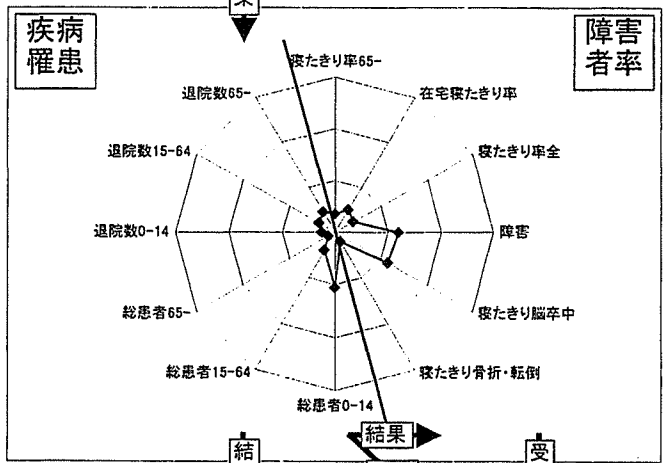 疾病
罹患
障害
者率
寝たきり率65-
退院数65-
在宅寝たきり率
退院数15-64
寝たきり率全
退院数0-14
障害
総患者65-
寝たきり脳卒中
総患者15-64
寝たきり骨折・転倒
総患者0-14
結果
結
受